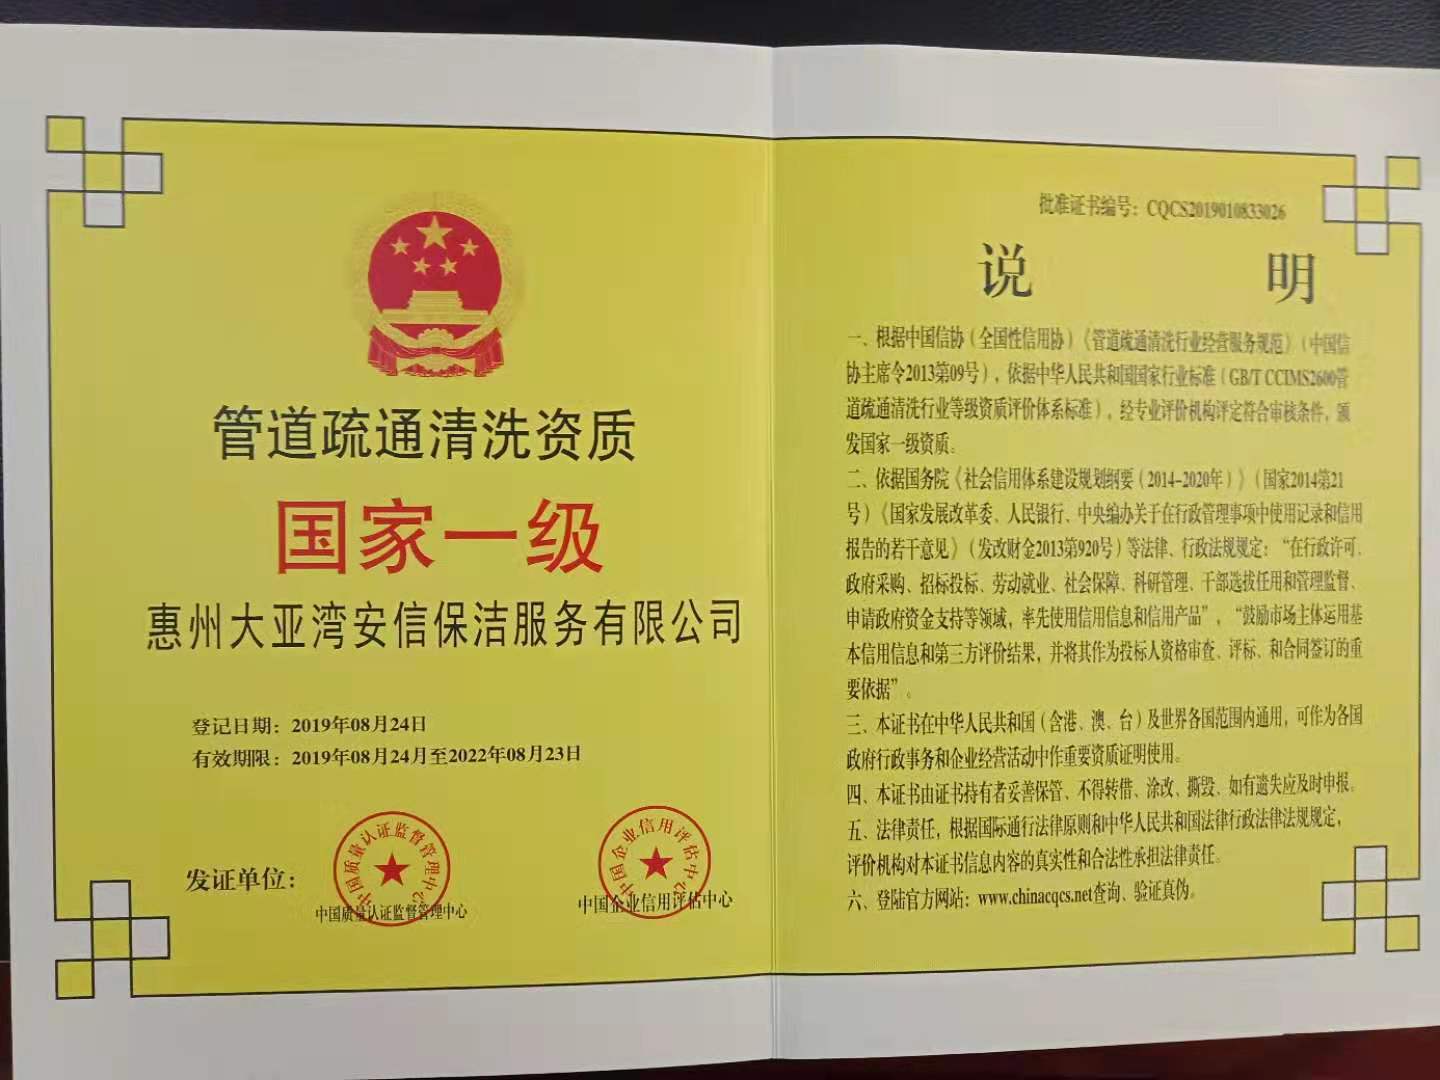 管道疏通清洗资质
国家一级
惠州大亚湾安信保洁服务有限公司
登记日期：2019年08月24日
有效期限：2019年08月24月至2022年08月23日
发证单位：
中国质量认证监督管理中心
中国质量认证监督管理中心
中国企业信用评估中心
中国企业信用评估中心
批准证书编号：CQCS2019010833026
说 明
一、根据中国信协（全国性信用协）《管道疏通清洗行业经营服务规范》（中国信
协主席令2013第09号），依据中华人民共和国国家行业标准（GB/T CCIMS2600管
道疏通清洗行业等级资质评价体系标准），经专业评价机构评定符合审核条件，颁
发国家一级资质。
二、依据国务院《社会信用体系建设规划纲要（2014-2020年）》（国家2014第21
号）《国家发展改革委、人民银行、中央编办关于在行政管理事项中使用记录和信用
报告的若干意见》（发改财金2013第920号）等法律、行政法规规定：“在行政许可、
政府采购、招标投标、劳动就业、社会保障、科研管理、干部选拔任用和管理监督、
申请政府资金支持等领域，率先使用信用信息和信用产品”，“鼓励市场主体运用基
本信用信息和第三方评价结果，并将其作为投标人资格审查、评标、和合同签订的重
要依据”。
三、本证书在中华人民共和国（含港、澳、台）及世界各国范围内通用，可作为各国
政府行政事务和企业经营活动中作重要资质证明使用。
四、本证书由证书持有者妥善保管、不得转借、涂改、撕毁、如有遗失应及时申报。
五、法律责任，根据国际通行法律原则和中华人民共和国法律行政法律法规规定，
评价机构对本证书信息内容的真实性和合法性承担法律责任。
六、登陆官方网站：www.chinacqcs.net查询、验证真伪。